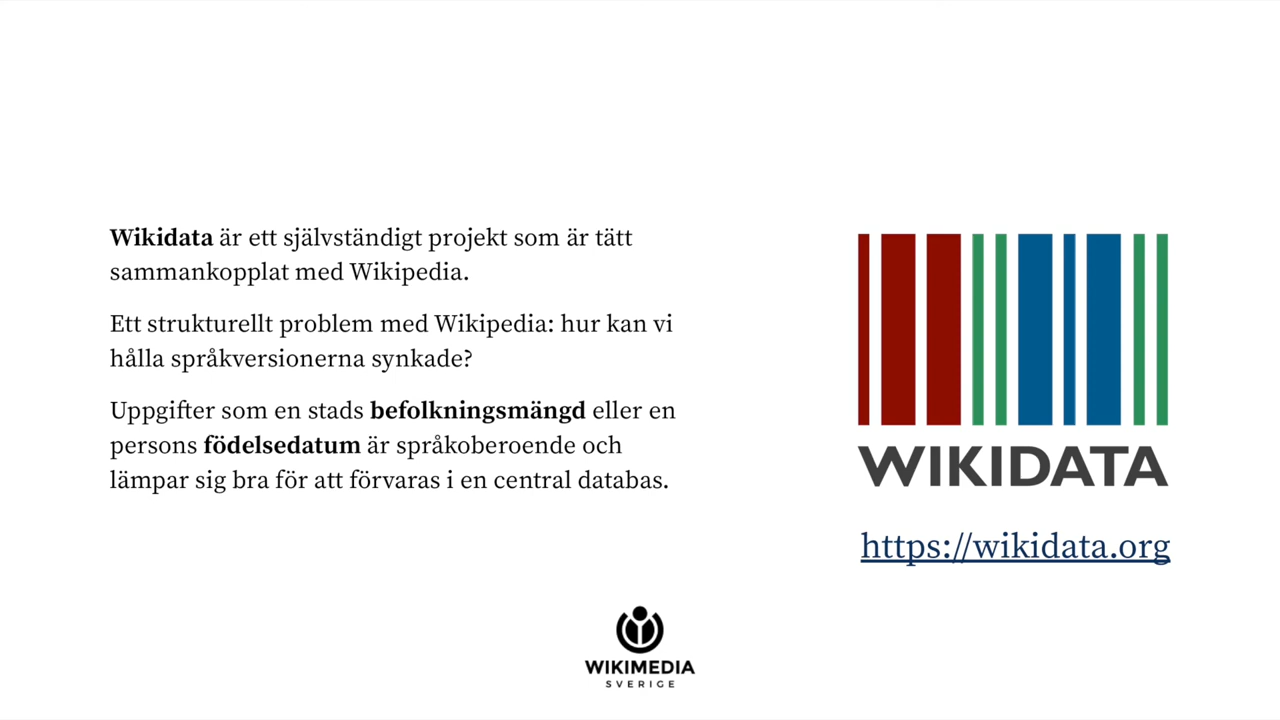 Wikidata är ett självständigt projekt som är tätt
sammankopplat med Wikipedia.
Ett strukturellt problem med Wikipedia: hur kan vi
hålla språkversionerna synkade?
Uppgifter som en stads befolkningsmängd eller en
persons födelsedatum är språkoberoende och
lämpar sig bra för att förvaras i en central databas.
WIKIDATA
https://wikidata.org
WIKIMEDIA
SVERIGE